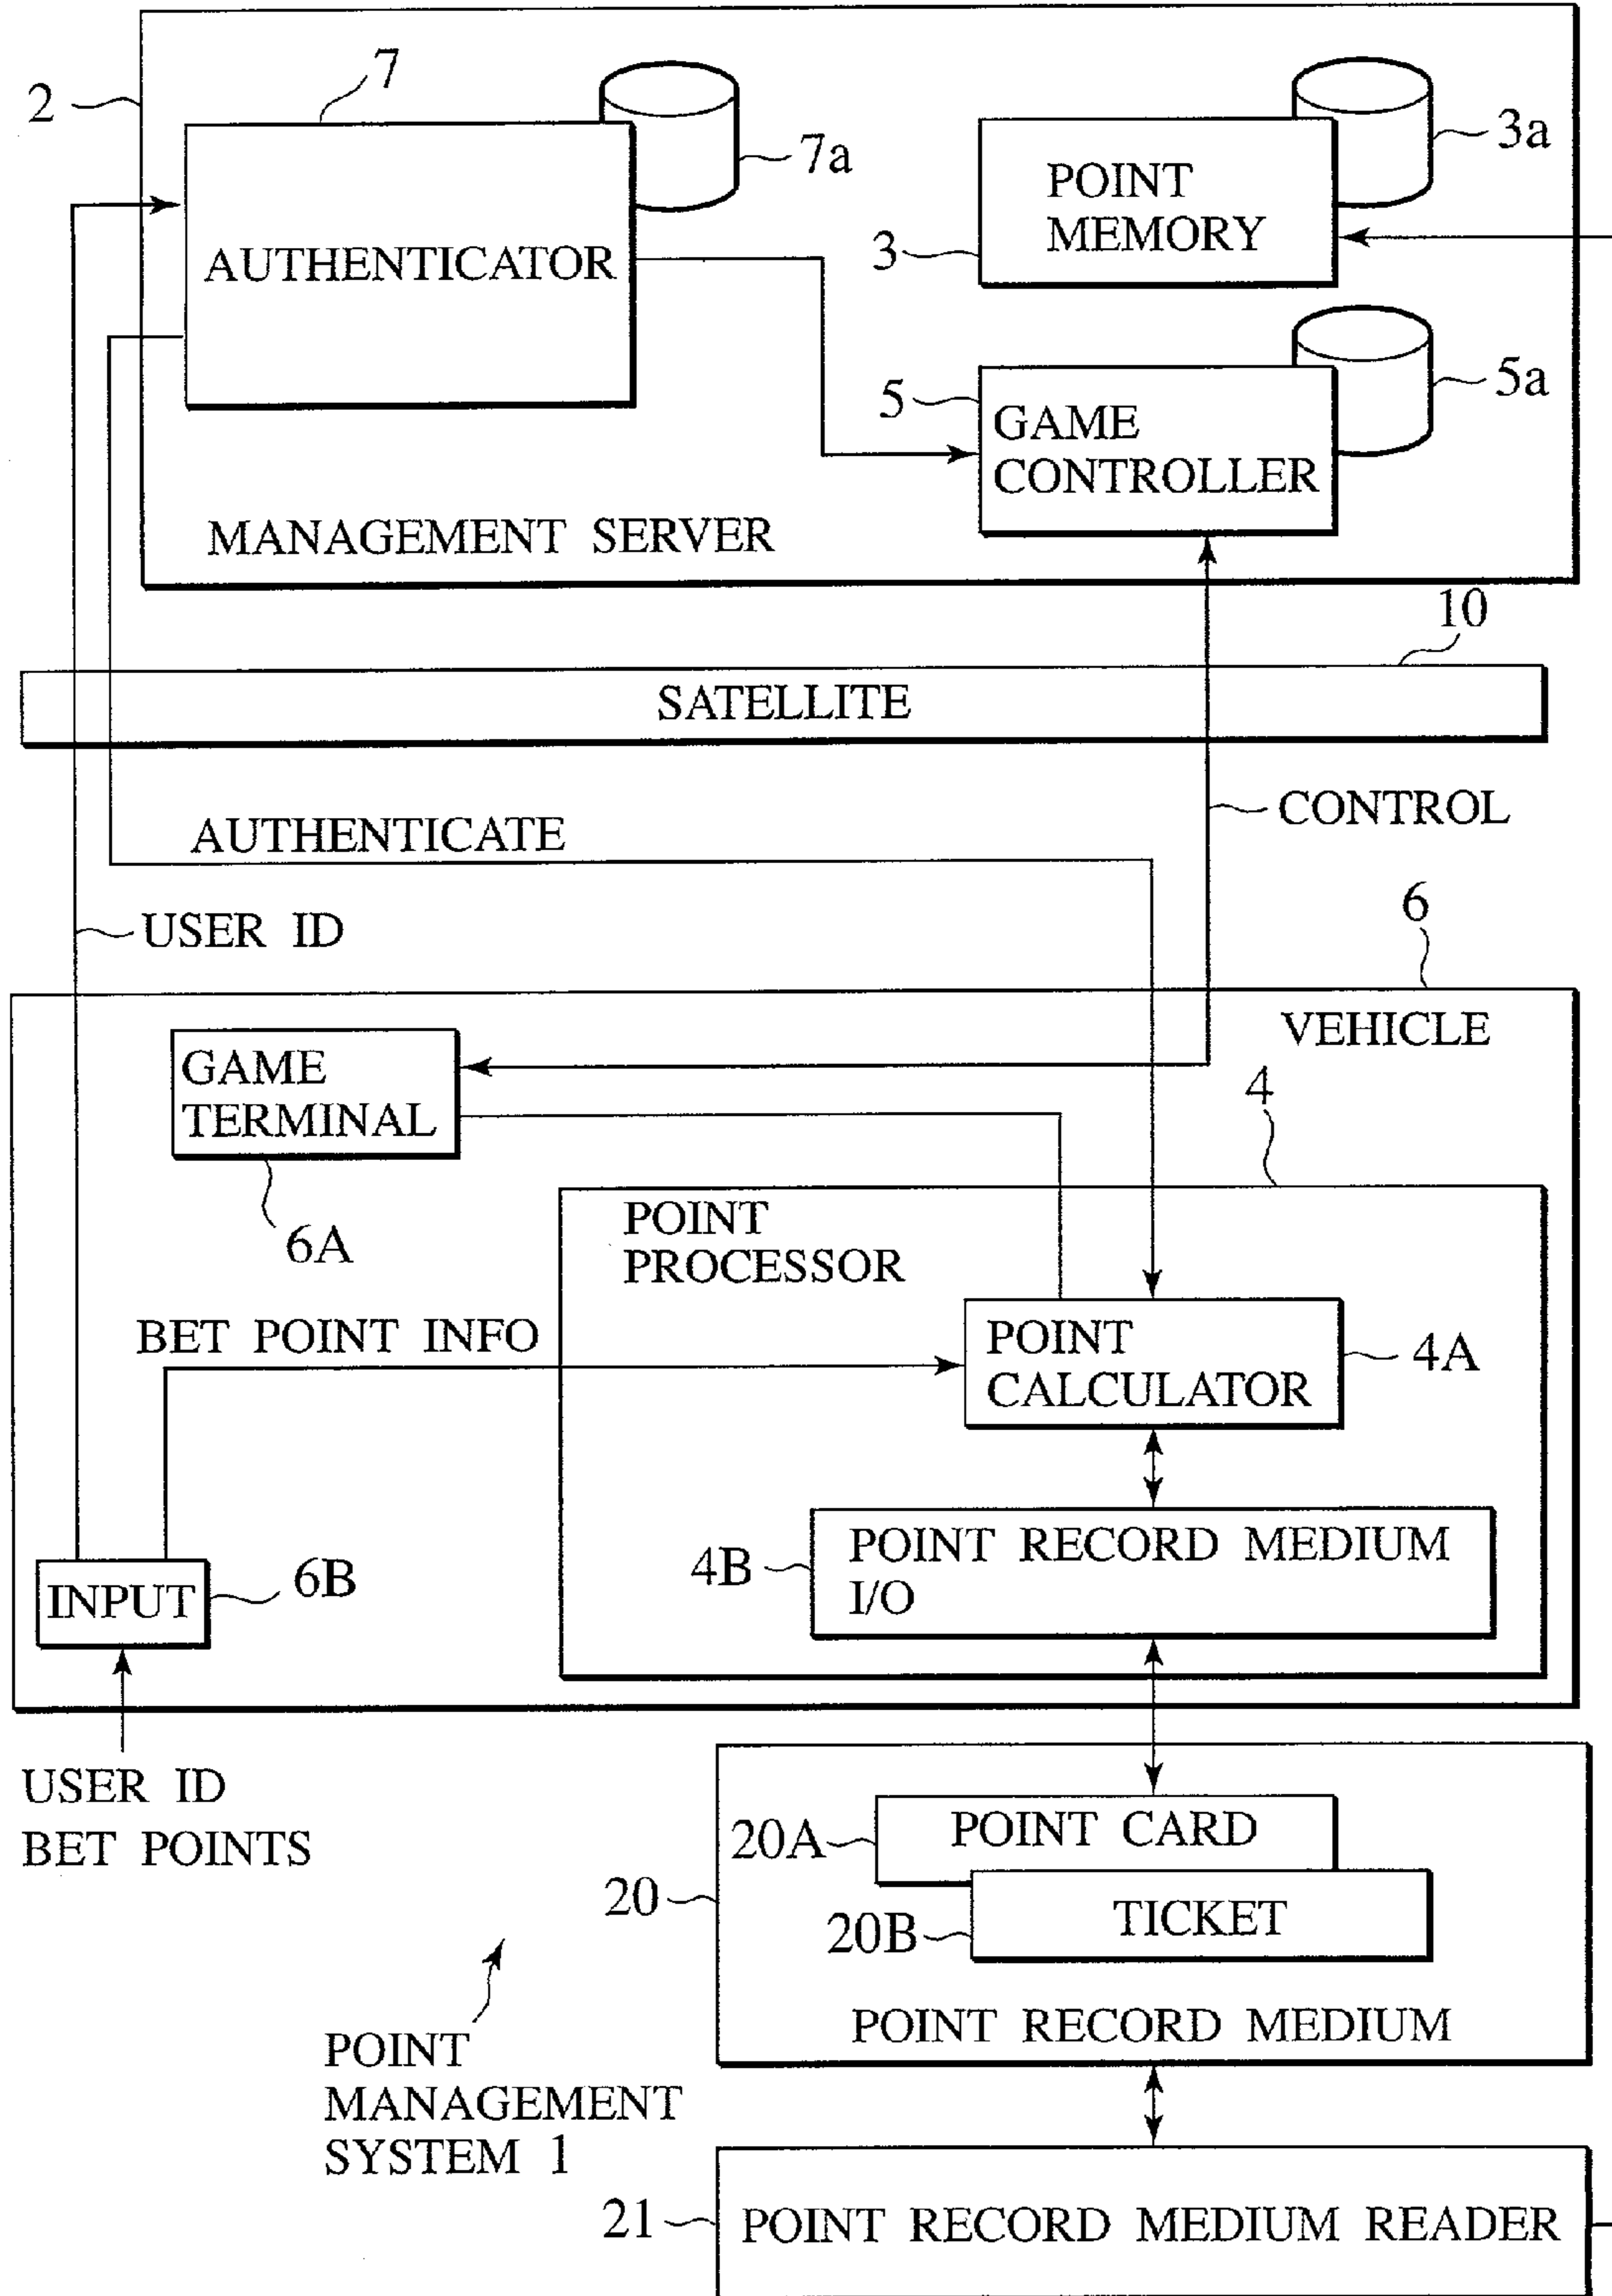 2
7
7a
3a
POINT
MEMORY
3
AUTHENTICATOR
5a
5
GAME
CONTROLLER
MANAGEMENT SERVER
10
SATELLITE
CONTROL
AUTHENTICATE
USER ID
6
VEHICLE
GAME
TERMINAL
4
6A
POINT
PROCESSOR
BET POINT INFO
POINT
CALCULATOR
4A
4B
POINT RECORD MEDIUM
I/O
INPUT
6B
USER ID
BET POINTS
20A
POINT CARD
20
20B
TICKET
POINT RECORD MEDIUM
POINT
MANAGEMENT
SYSTEM 1
21
POINT RECORD MEDIUM READER